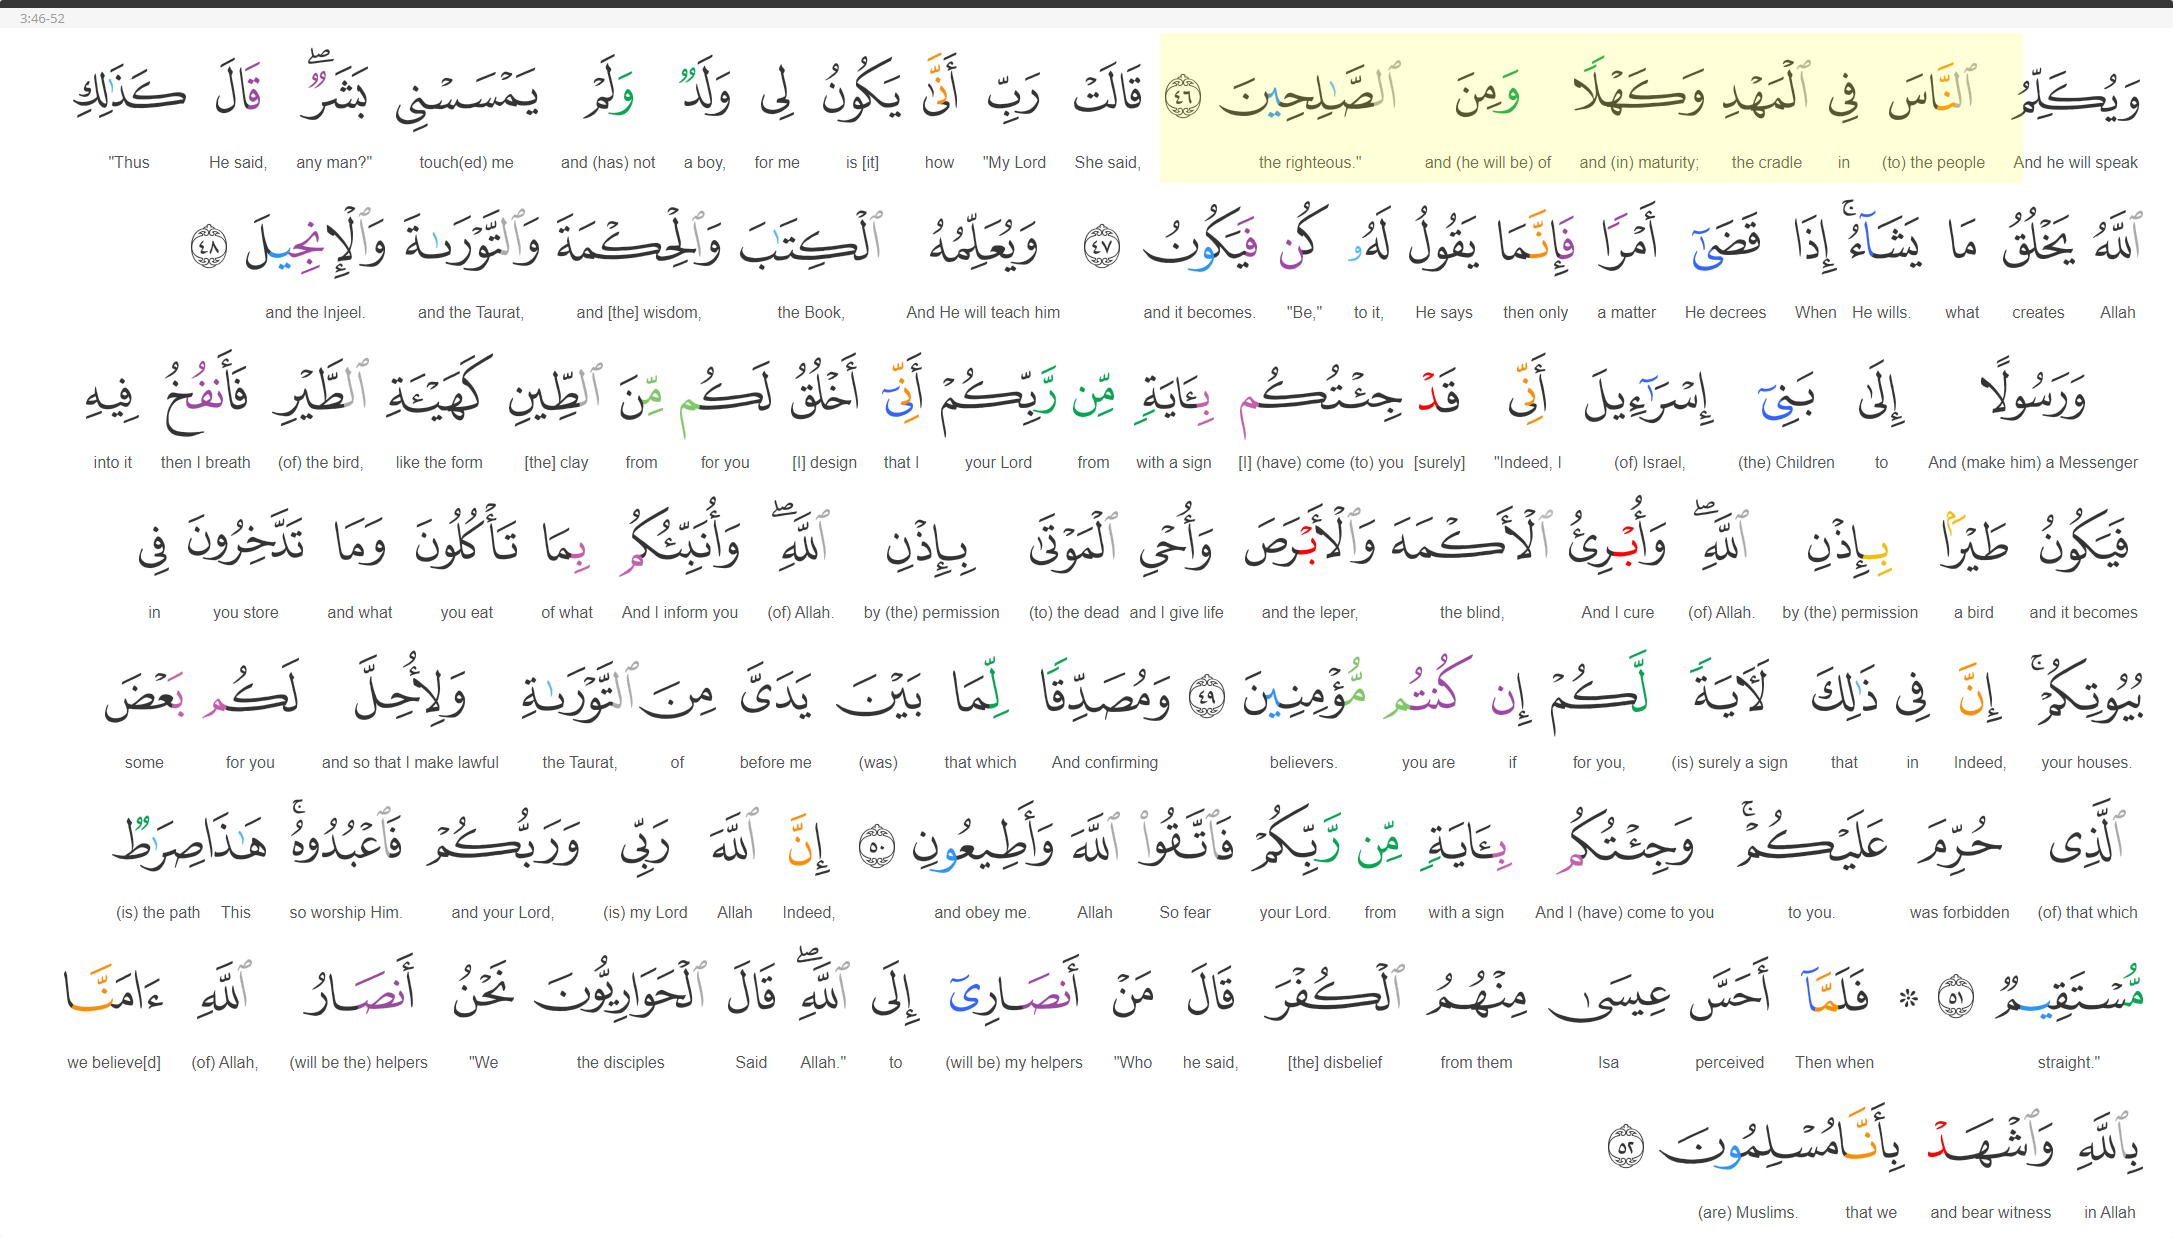 3:46-52
وَيُكَلِّمُ ٱلنَّاسَ فِى ٱلْمَهْدِ وَكَهْلًا وَمِنَ ٱلصَّـٰلِحِينَ ٤٦ قَالَتْ رَبِّ أَنَّىٰ يَكُونُ لِى وَلَدٌ وَلَمْ يَمْسَسْنِى بَشَرٌ ۖ قَالَ كَذَٰلِكِ
And he will speak (to) the people in the cradle and (in) maturity; and (he will be) of the righteous." She said, "My Lord how is [it] for me a boy, and (has) not touch(ed) me any man?" He said, "Thus
ٱللَّهُ يَخْلُقُ مَا يَشَآءُ ۚ إِذَا قَضَىٰٓ أَمْرًا فَإِنَّمَا يَقُولُ لَهُۥ كُن فَيَكُونُ ٤٧ وَيُعَلِّمُهُ ٱلْكِتَـٰبَ وَٱلْحِكْمَةَ وَٱلتَّوْرَىٰةَ وَٱلْإِنجِيلَ ٤٨
Allah creates what He wills. When He decrees a matter then only He says to it, "Be," and it becomes. And He will teach him the Book, and [the] wisdom, and the Taurat, and the Injeel.
وَرَسُولًا إِلَىٰ بَنِىٓ إِسْرَٰٓءِيلَ أَنِّى قَدْ جِئْتُكُم بِـَٔايَةٍ مِّن رَّبِّكُمْ أَنِّىٓ أَخْلُقُ لَكُم مِّنَ ٱلطِّينِ كَهَيْـَٔةِ ٱلطَّيْرِ فَأَنفُخُ فِيهِ
And (make him) a Messenger to (the) Children (of) Israel, "Indeed, I [surely] [I] (have) come (to) you with a sign from your Lord that I [I] design for you from [the] clay like the form (of) the bird, then I breath into it
فَيَكُونُ طَيْرًۢا بِإِذْنِ ٱللَّهِ ۖ وَأُبْرِئُ ٱلْأَكْمَهَ وَٱلْأَبْرَصَ وَأُحْىِ ٱلْمَوْتَىٰ بِإِذْنِ ٱللَّهِ ۖ وَأُنَبِّئُكُم بِمَا تَأْكُلُونَ وَمَا تَدَّخِرُونَ فِى
and it becomes a bird by (the) permission (of) Allah. And I cure the blind, and the leper, and I give life (to) the dead by (the) permission (of) Allah. And I inform you of what you eat and what you store in
بُيُوتِكُمْ ۚ إِنَّ فِى ذَٰلِكَ لَـَٔايَةً لَّكُمْ إِن كُنتُم مُّؤْمِنِينَ ٤٩ وَمُصَدِّقًا لِّمَا بَيْنَ يَدَىَّ مِنَ ٱلتَّوْرَىٰةِ وَلِأُحِلَّ لَكُم بَعْضَ
your houses. Indeed, in that (is) surely a sign for you, if you are believers. And confirming that which (was) before me of the Taurat, and so that I make lawful for you some
ٱلَّذِى حُرِّمَ عَلَيْكُمْ ۚ وَجِئْتُكُم بِـَٔايَةٍ مِّن رَّبِّكُمْ فَٱتَّقُوا۟ ٱللَّهَ وَأَطِيعُونِ ٥٠ إِنَّ ٱللَّهَ رَبِّى وَرَبُّكُمْ فَٱعْبُدُوهُ ۚ هَـٰذَا صِرَٰطٌ
(of) that which was forbidden to you. And I (have) come to you with a sign from your Lord. So fear Allah and obey me. Indeed, Allah (is) my Lord and your Lord, so worship Him. This (is) the path
مُّسْتَقِيمٌ ٥١ ۞ فَلَمَّآ أَحَسَّ عِيسَىٰ مِنْهُمُ ٱلْكُفْرَ قَالَ مَنْ أَنصَارِىٓ إِلَى ٱللَّهِ ۖ قَالَ ٱلْحَوَارِيُّونَ نَحْنُ أَنصَارُ ٱللَّهِ ءَامَنَّا
straight." Then when perceived Isa from them [the] disbelief he said, "Who (will be) my helpers to Allah." Said the disciples "We (will be the) helpers (of) Allah, we believe[d]
بِٱللَّهِ وَٱشْهَدْ بِأَنَّا مُسْلِمُونَ ٥٢
in Allah and bear witness that we (are) Muslims.